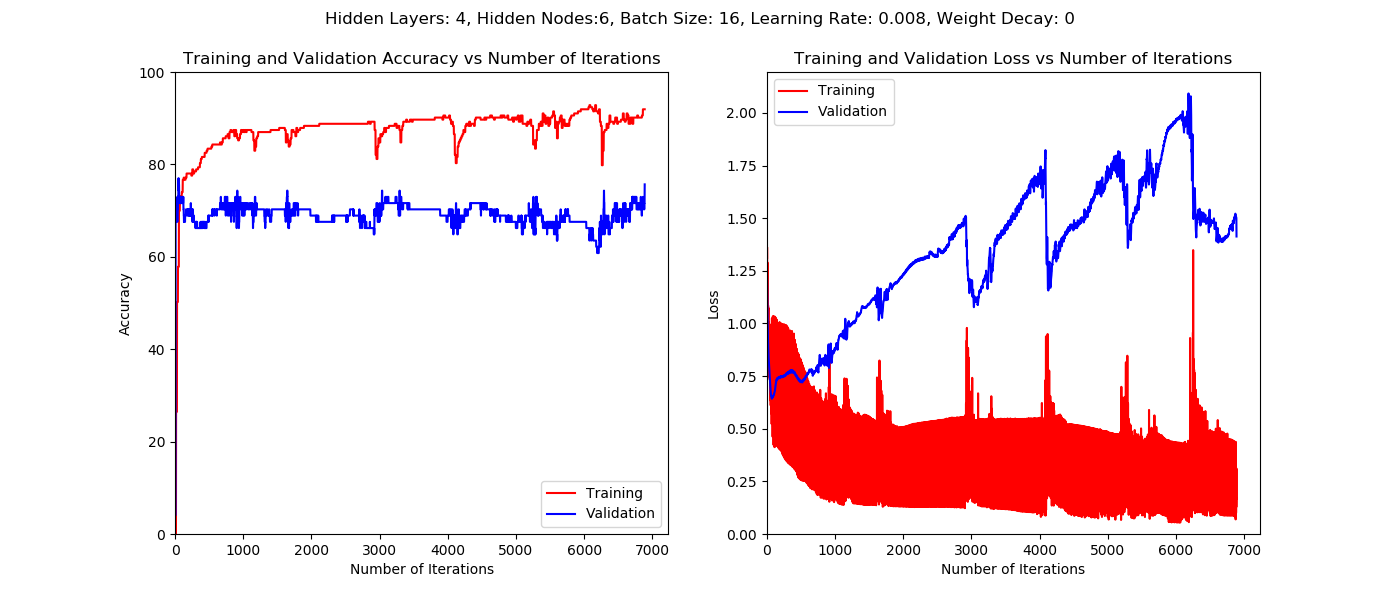 Hidden Layers: 4, Hidden Nodes:6, Batch Size: 16, Learning Rate: 0.008, Weight Decay: 0
Training and Validation Accuracy vs Number of Iterations
100
80
60
40
20
0
Accuracy
0 1000 2000 3000 4000 5000 6000 7000
Number of Iterations
Training
Validation
Training and Validation Loss vs Number of Iterations
Training
Validation
2.00
1.75
1.50
1.25
1.00
0.75
0.50
0.25
0.00
Loss
0 1000 2000 3000 4000 5000 6000 7000
Number of Iterations